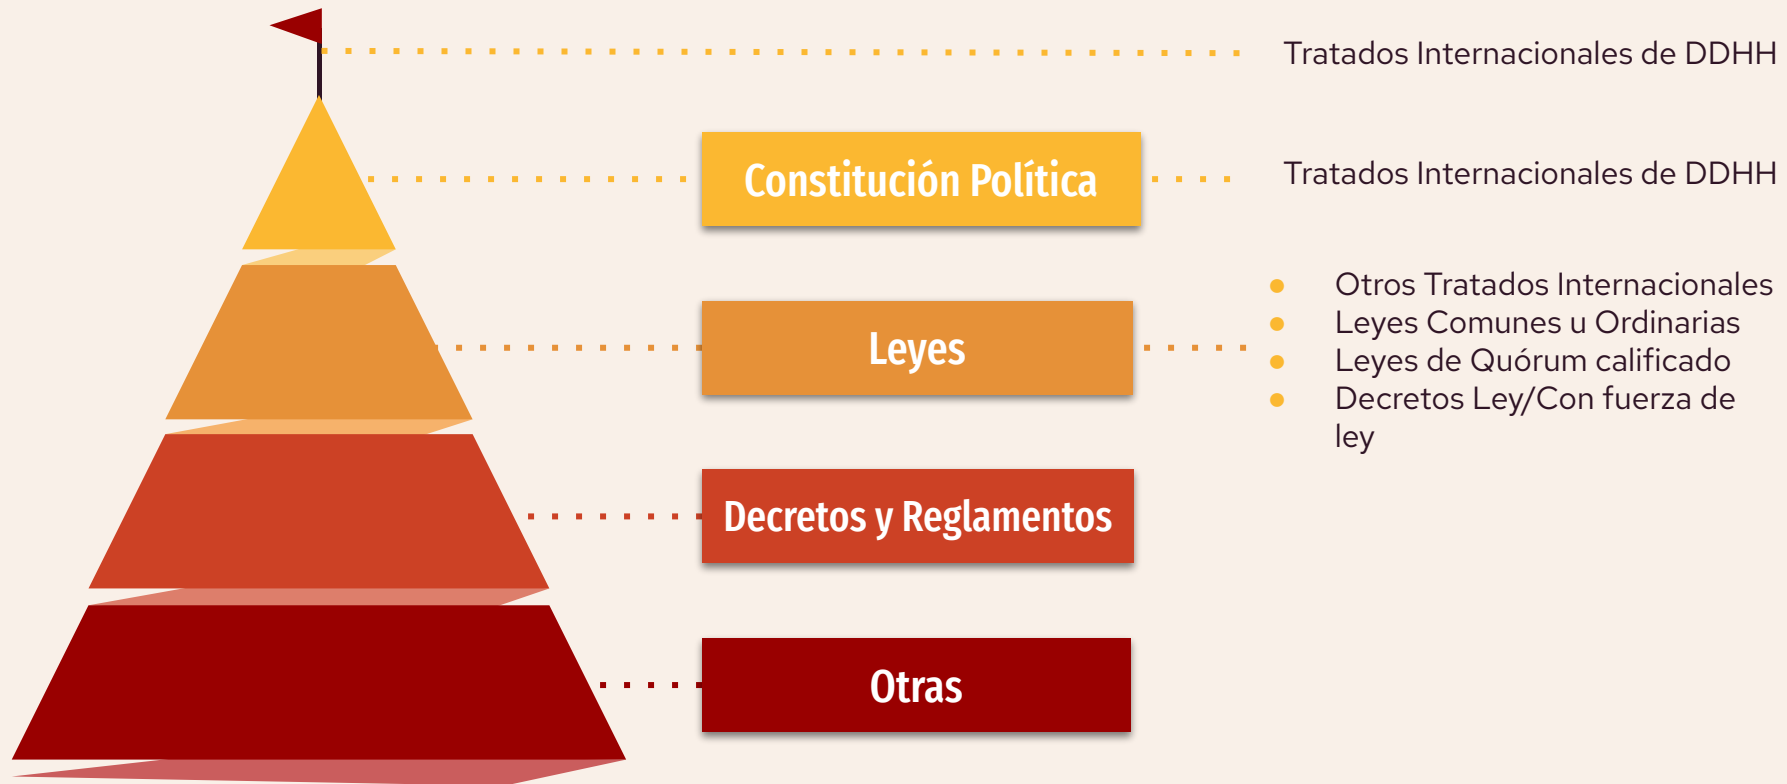 Tratados Internacionales de DDHH
Constitución Política
Tratados Internacionales de DDHH
Leyes
Otros Tratados Internacionales
Leyes Comunes u Ordinarias
Leyes de Quórum calificado
Decretos Ley/Con fuerza de
ley
Decretos y Reglamentos
Otras